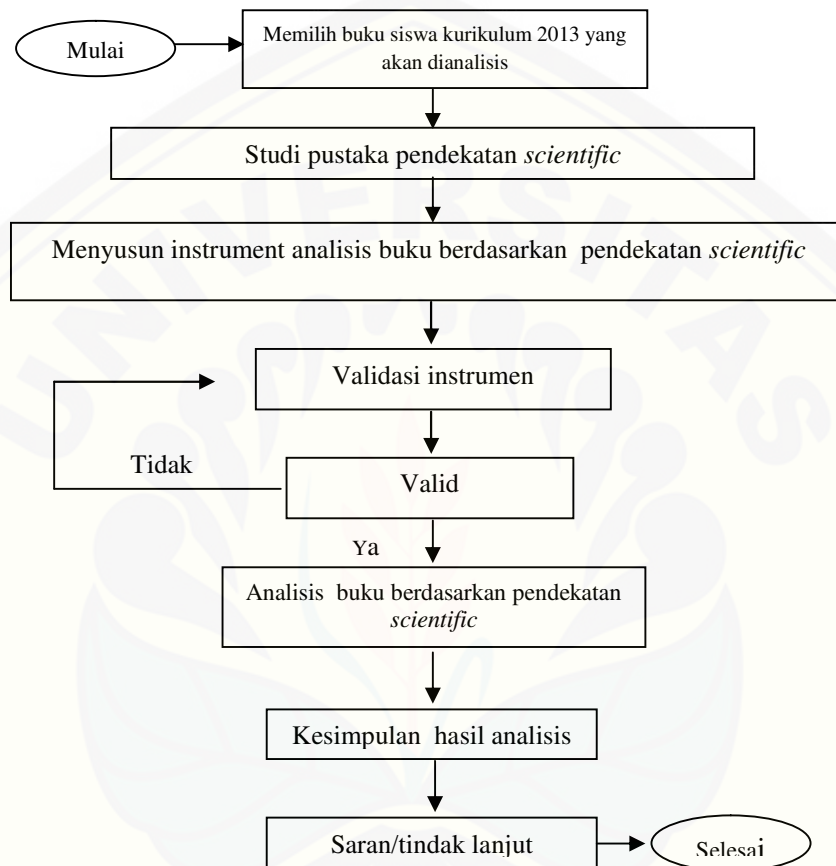 Mulai
Memilih buku siswa kurikulum 2013 yang
akan dianalisis
Studi pustaka pendekatan scientific
Menyusun instrument analisis buku berdasarkan pendekatan scientific
Validasi instrumen
Tidak
Valid
Ya
Analisis buku berdasarkan pendekatan
scientific
Kesimpulan hasil analisis
Saran/tindak lanjut
Selesai
UNIVERSITAS